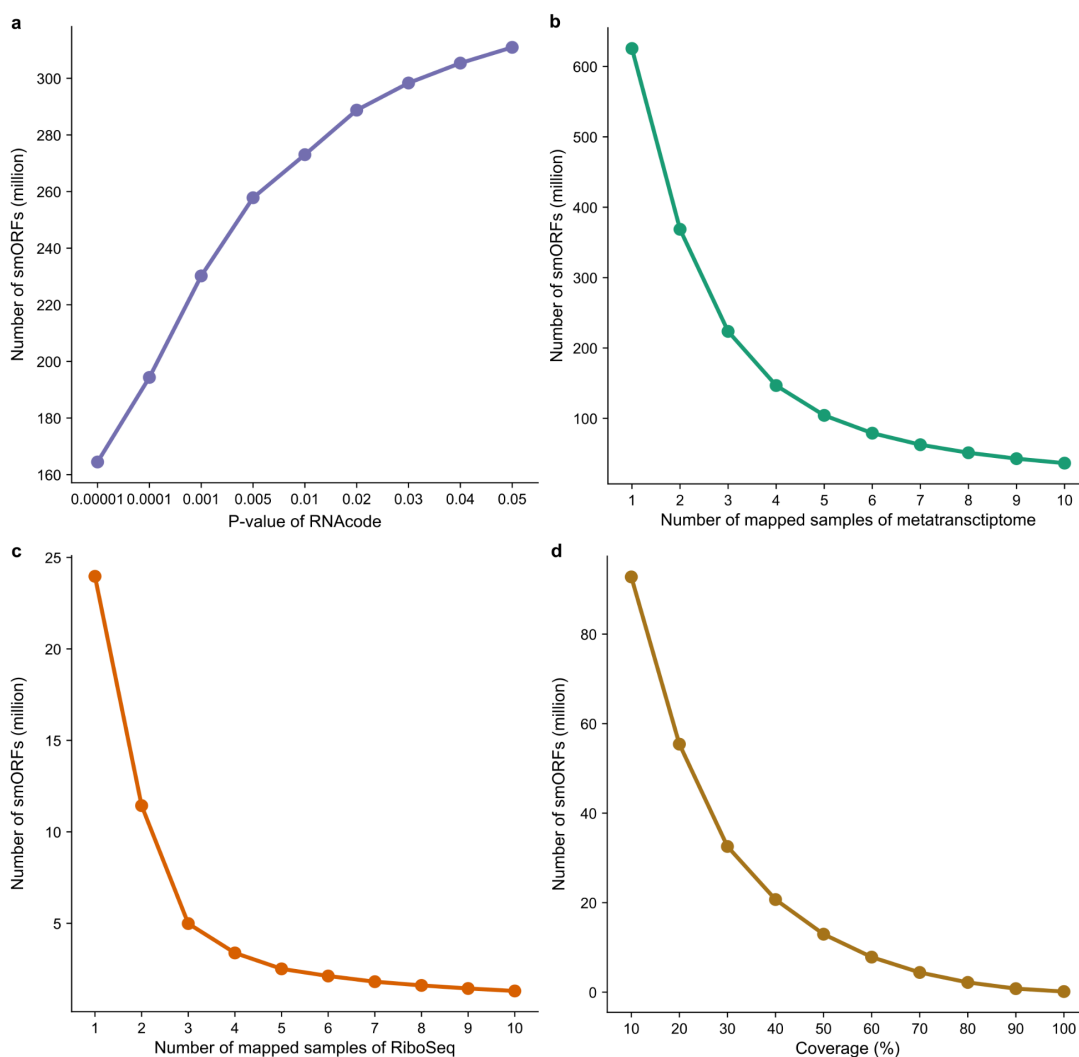 a
Number of smORFs (million)
300
280
260
240
220
200
180
160
0.00001 0.0001 0.001 0.005 0.01 0.02 0.03 0.04 0.05
P-value of RNAcode
b
Number of smORFs (million)
600
500
400
300
200
100
1 2 3 4 5 6 7 8 9 10
Number of mapped samples of metatransctiptome
c
Number of smORFs (million)
25
20
15
10
5
1 2 3 4 5 6 7 8 9 10
Number of mapped samples of RiboSeq
d
Number of smORFs (million)
80
60
40
20
0
10 20 30 40 50 60 70 80 90 100
Coverage (%)